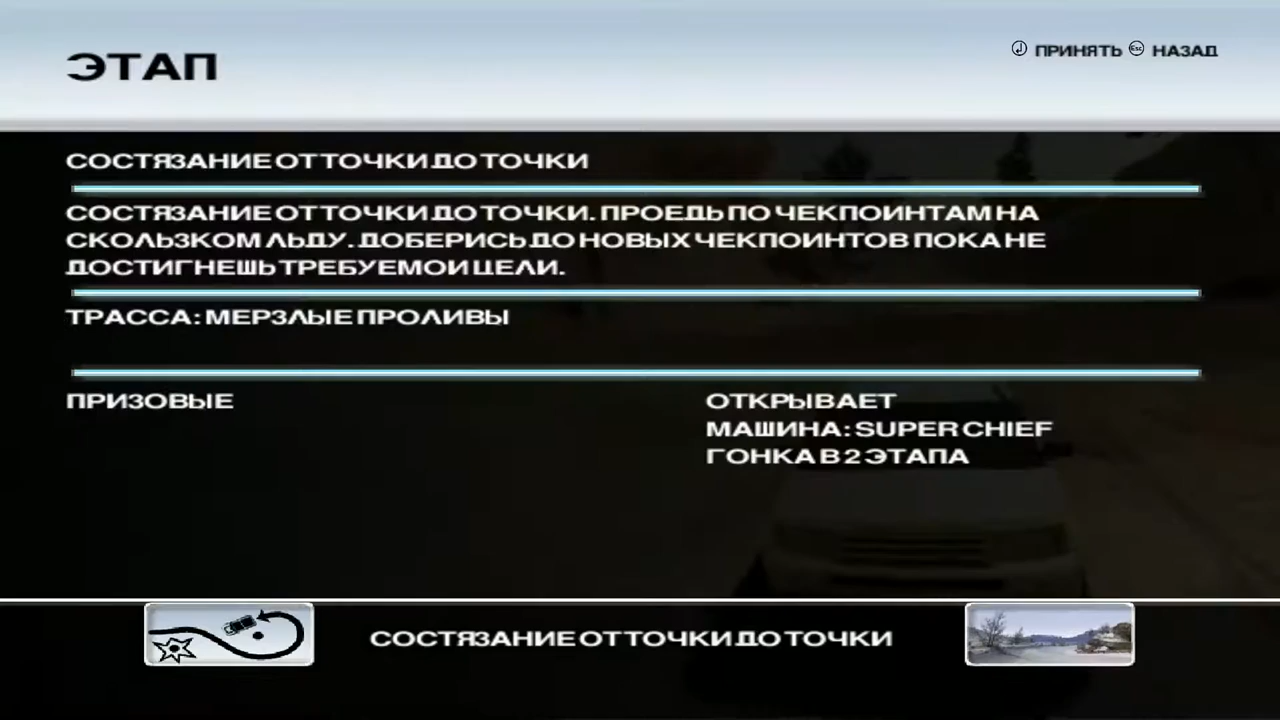 ЭТАП
ПРИНЯТЬ Esc НАЗАД
СОСТЯЗАНИЕ ОТ ТОЧКИ ДО ТОЧКИ
СОСТЯЗАНИЕ ОТ ТОЧКИ ДО ТОЧКИ. ПРОЕДЬ ПО ЧЕКПОИНТАМ НА
СКОЛЬЗКОМ ЛЬДУ. ДОБЕРИСЬ ДО НОВЫХ ЧЕКПОИНТОВ ПОКА НЕ
ДОСТИГНЕШЬ ТРЕБУЕМОИ ЦЕЛИ.
ТРАССА: МЕРЗЛЫЕ ПРОЛИВЫ
ПРИЗОВЫЕ
ОТКРЫВАЕТ
МАШИНА: SUPER CHIEF
ГОНКА В 2 ЭТАПА
СОСТЯЗАНИЕ ОТ ТОЧКИ ДО ТОЧКИ